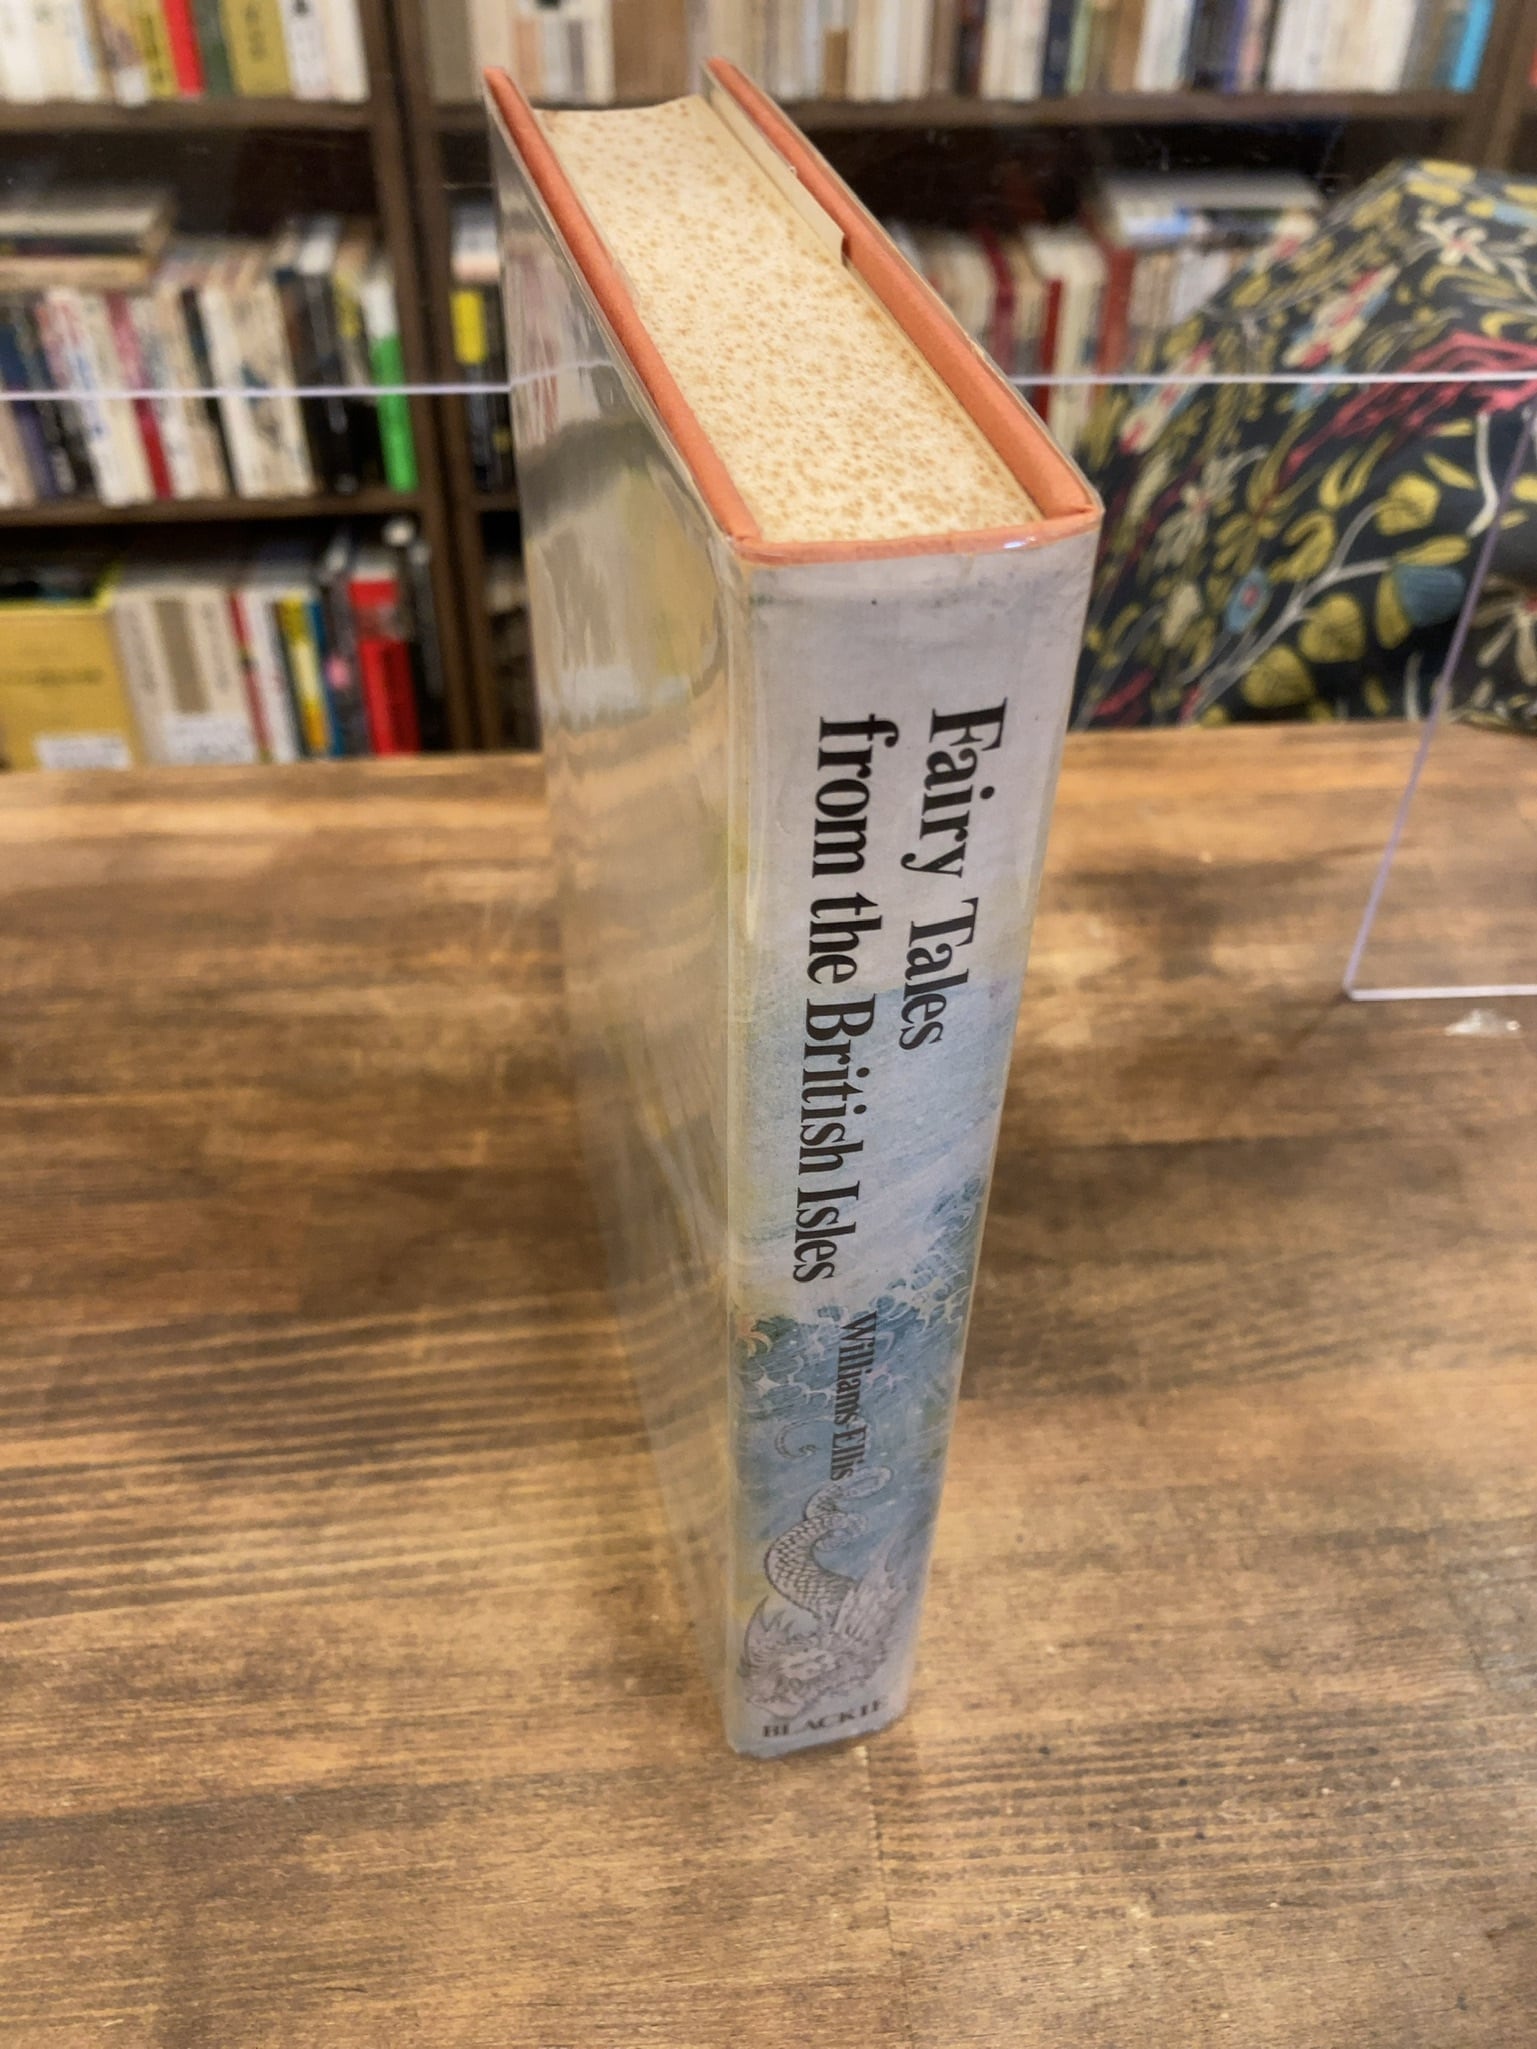 Fairy Tales
from the British Isles
Williams-Ellis
BLACKIE